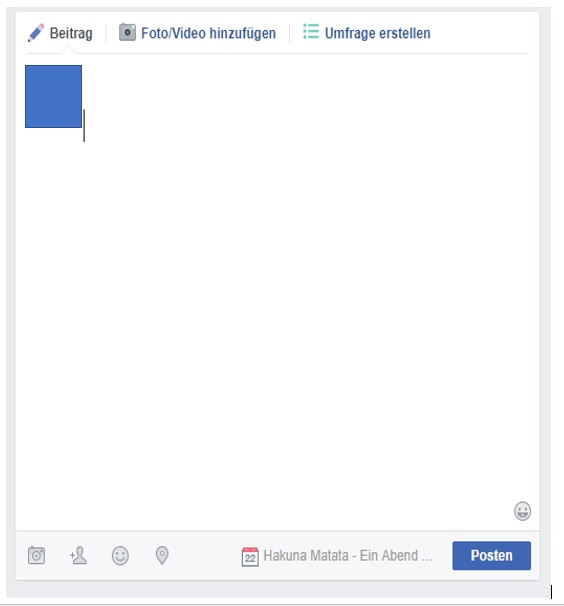 Beitrag Foto/Video hinzufügen Umfrage erstellen
22 Hakuna Matata - Ein Abend ... Posten